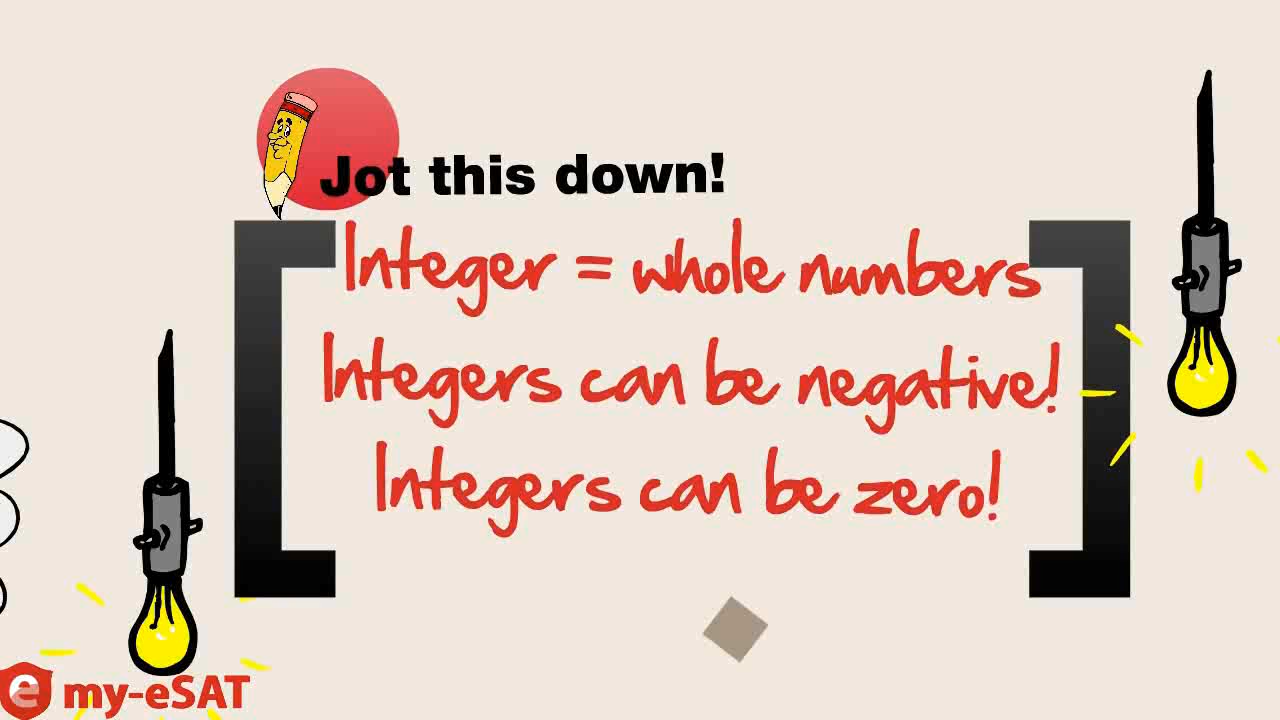 Jot this down!
Integer = whole numbers
Integers can be negative!
Integers can be zero!
e my-eSAT